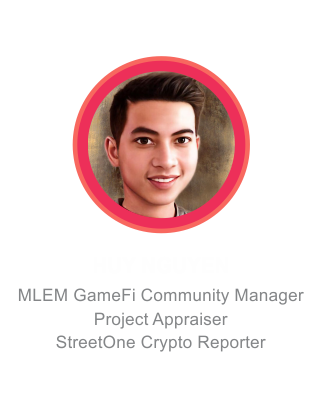 MLEM GameFi Community Manager
Project Appraiser
StreetOne Crypto Reporter